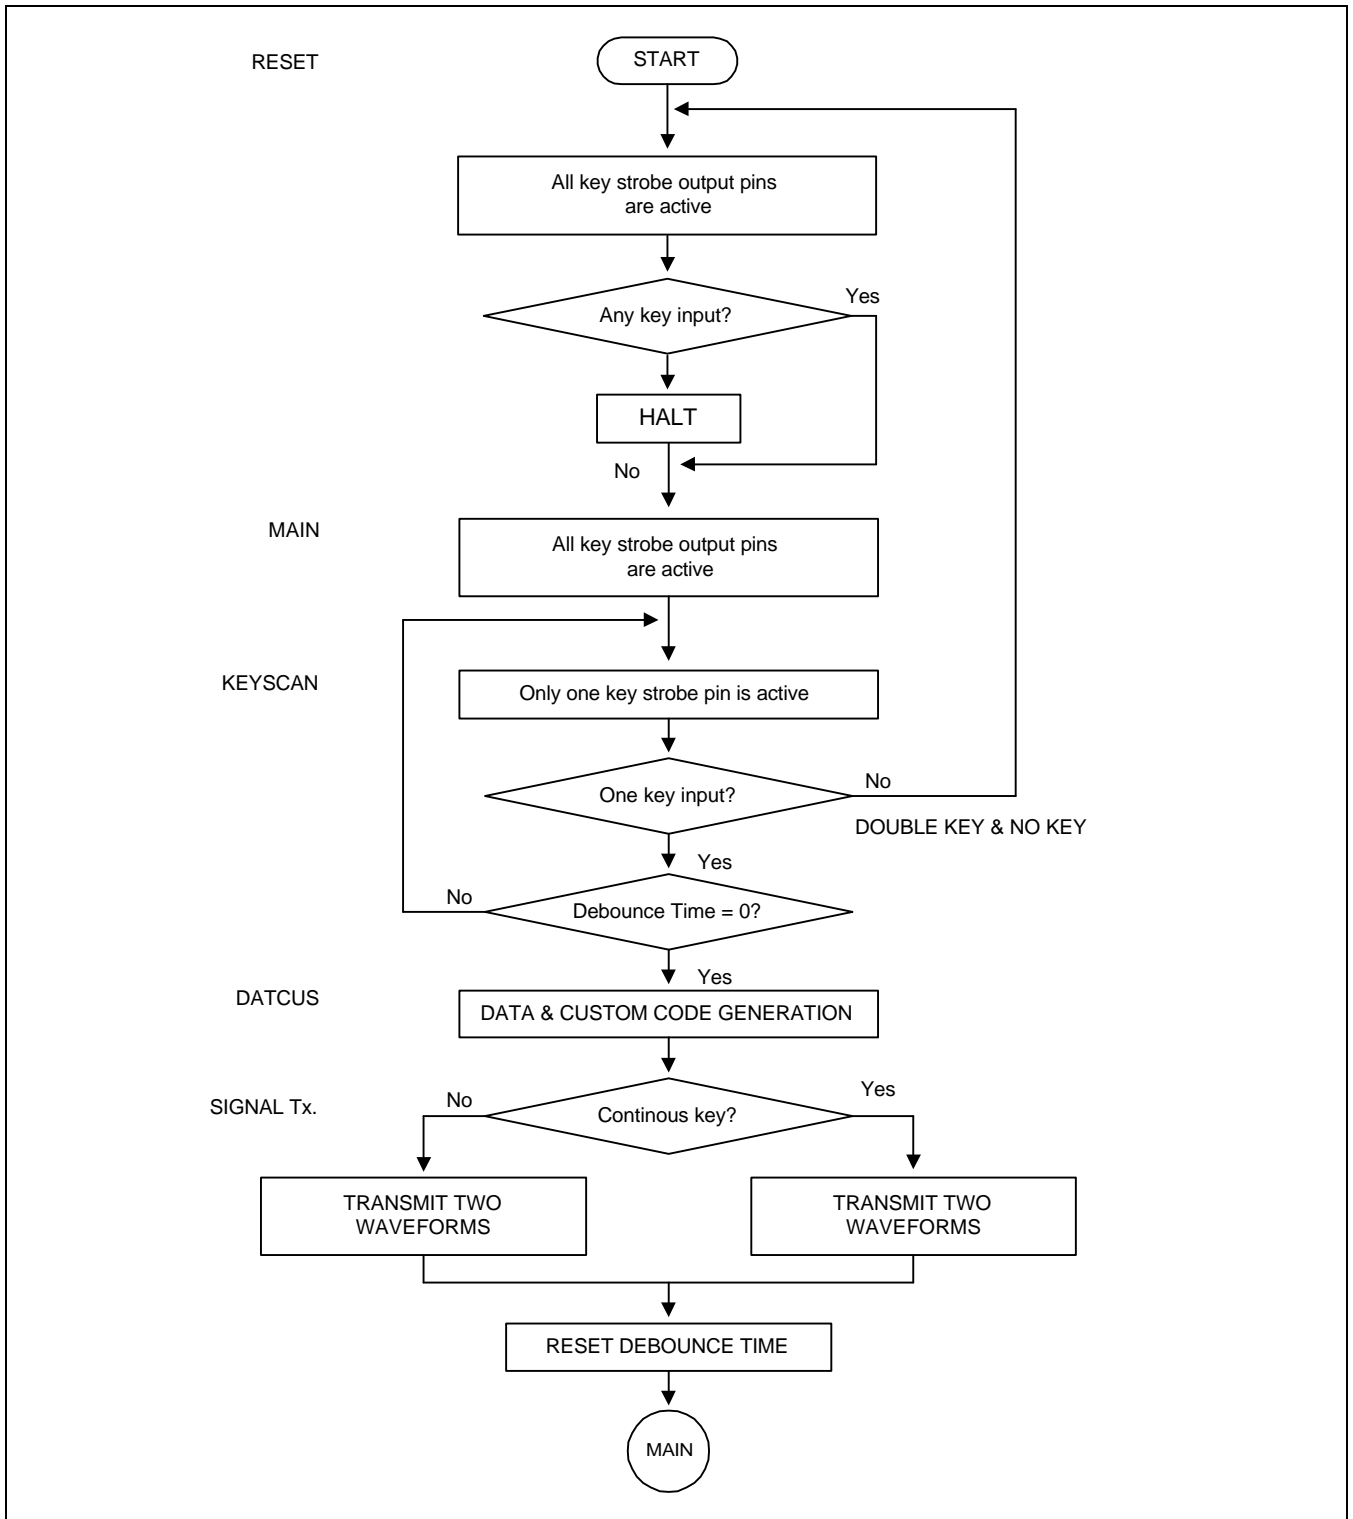 RESET
START
All key strobe output pins
are active
Yes
Any key input?
HALT
No
MAIN
All key strobe output pins
are active
KEYSCAN
Only one key strobe pin is active
No
One key input?
DOUBLE KEY & NO KEY
Yes
No
Debounce Time = 0?
Yes
DATCUS
DATA & CUSTOM CODE GENERATION
SIGNAL Tx.
No
Yes
Continous key?
TRANSMIT TWO
WAVEFORMS
TRANSMIT TWO
WAVEFORMS
RESET DEBOUNCE TIME
MAIN